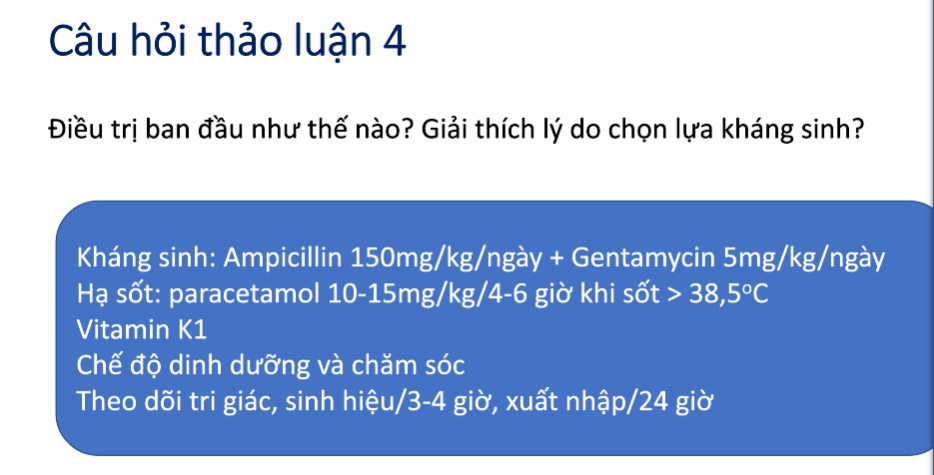 Câu hỏi thảo luận 4
Điều trị ban đầu như thế nào? Giải thích lý do chọn lựa kháng sinh?
Kháng sinh: Ampicillin 150mg/kg/ngày + Gentamycin 5mg/kg/ngày
Hạ sốt: paracetamol 10-15mg/kg/4-6 giờ khi sốt > 38,5ºC
Vitamin K1
Chế độ dinh dưỡng và chăm sóc
Theo dõi tri giác, sinh hiệu/3-4 giờ, xuất nhập/24 giờ